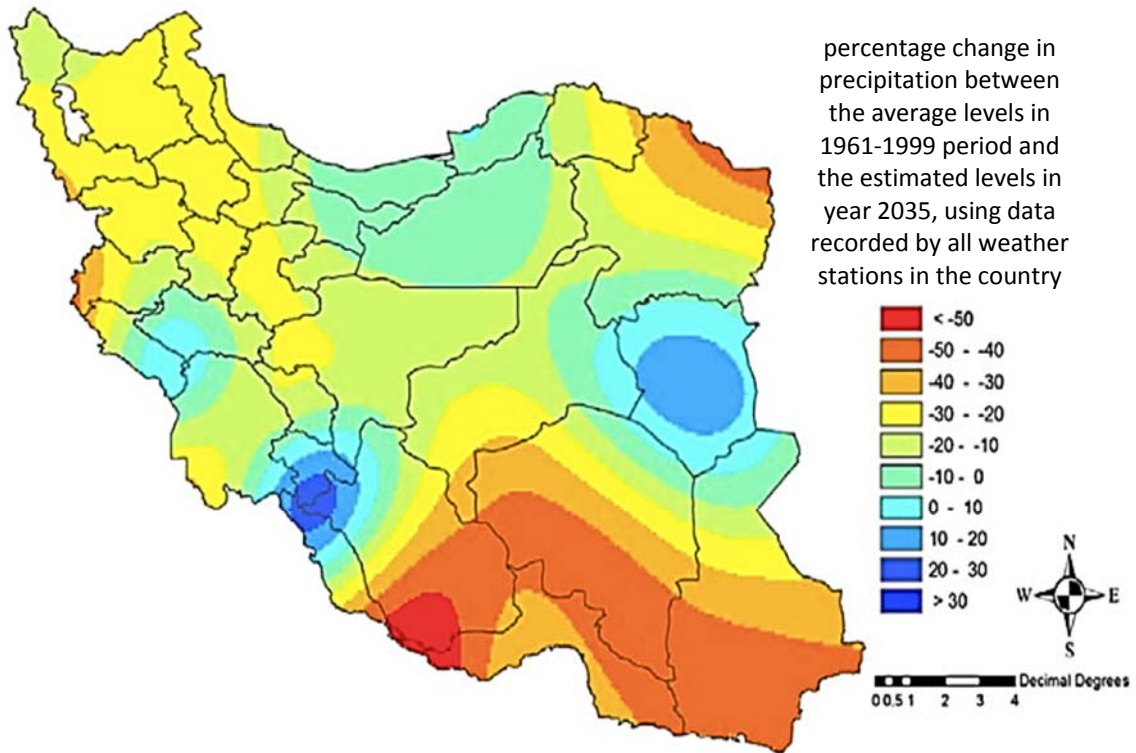 percentage change in
precipitation between
the average levels in
1961-1999 period and
the estimated levels in
year 2035, using data
recorded by all weather
stations in the country
< -50
-50 - -40
-40 - -30
-30 - -20
-20 - -10
-10 - 0
0 - 10
10 - 20
20 - 30
> 30
N
W E
S
Decimal Degrees
0 0.5 1 2 3 4